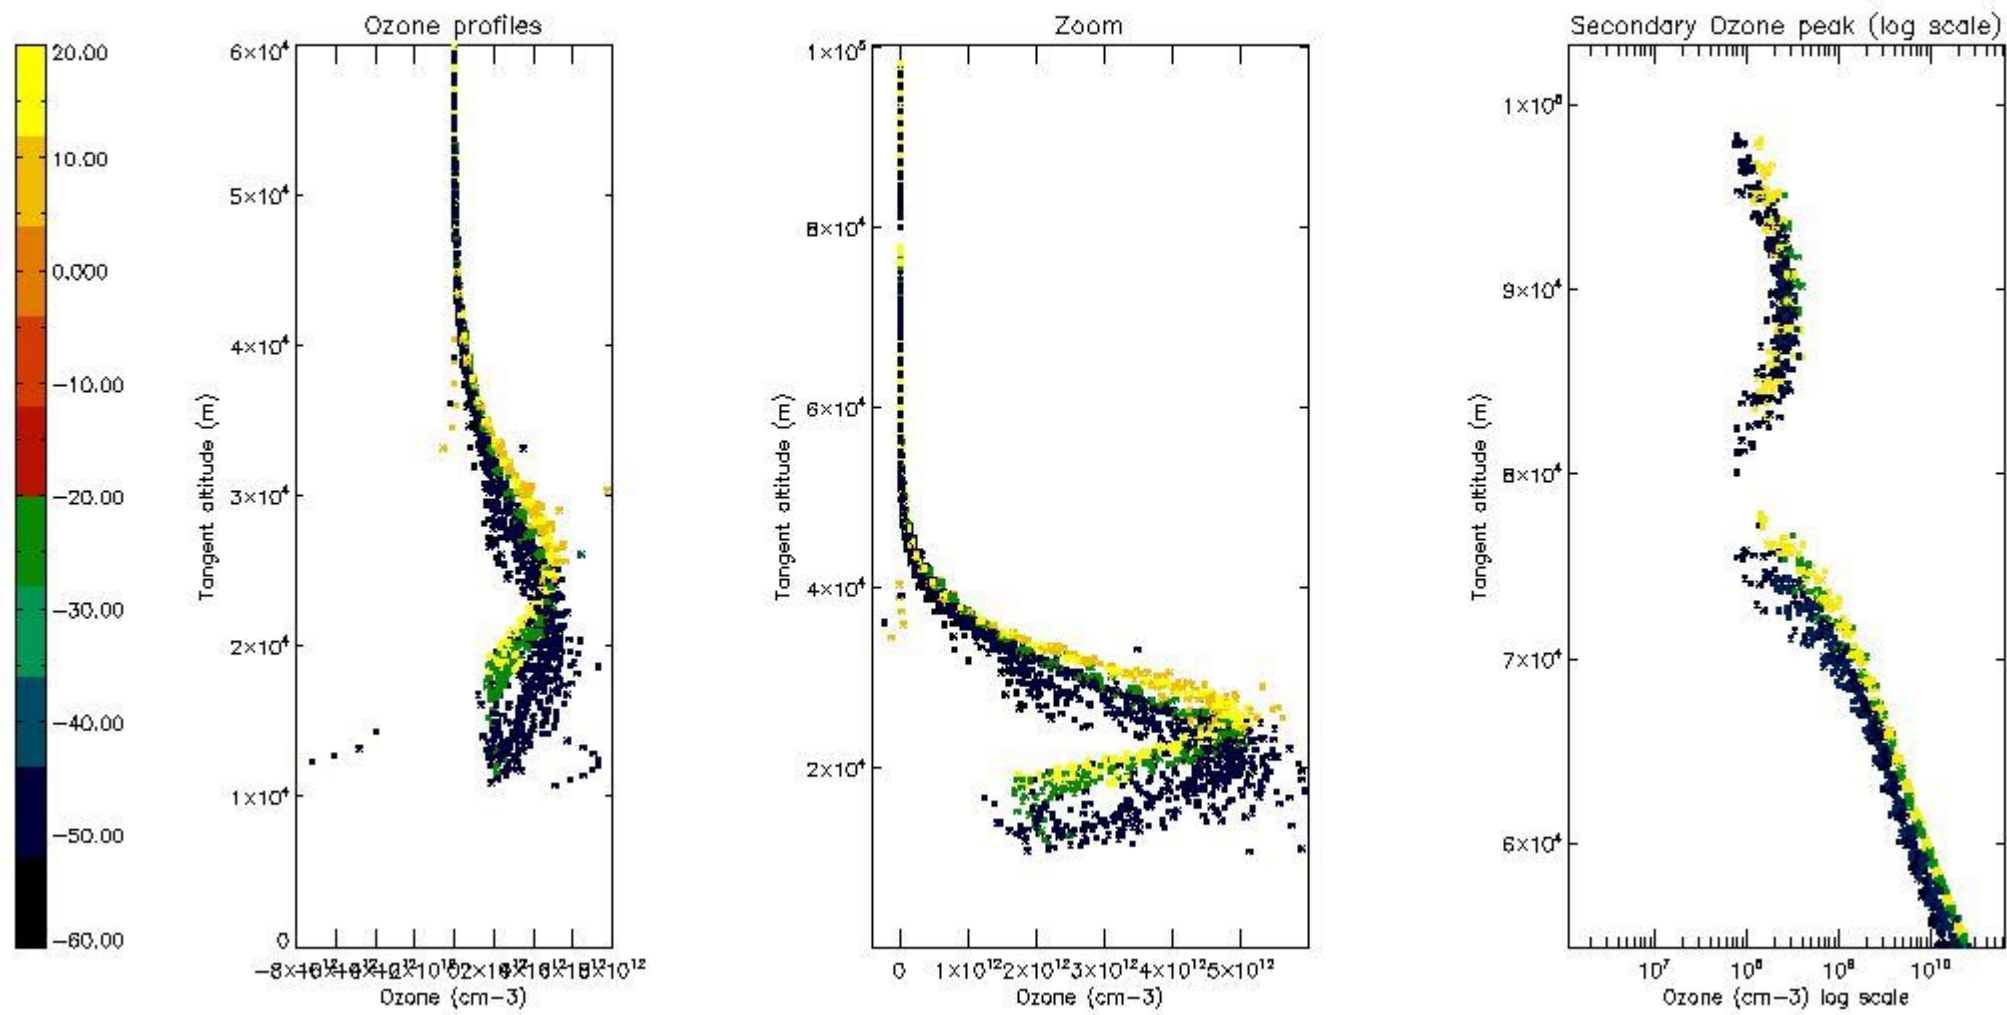 Ozone profiles
Zoom
Secondary Ozone peak (log scale)
20.00
10.00
0.000
-10.00
-20.00
-30.00
-40.00
-50.00
-60.00
6×10⁴
5×10⁴
4×10⁴
3×10⁴
2×10⁴
1×10⁴
0
Tangent altitude (m)
Ozone (cm-3)
1×10⁵
8×10⁴
6×10⁴
4×10⁴
2×10⁴
Tangent altitude (m)
0 1×10¹² 2×10¹² 3×10¹² 4×10¹² 5×10¹²
Ozone (cm-3)
9×10⁴
8×10⁴
7×10⁴
6×10⁴
Tangent altitude (m)
10⁷ 10⁸ 10⁹ 10¹⁰
Ozone (cm-3) log scale